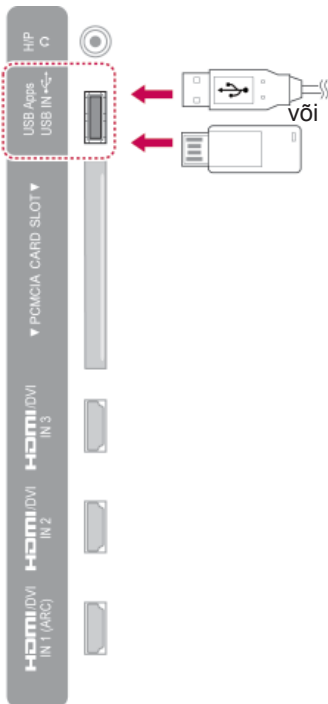 H/P
USB Apps
USB IN
või
▼ PCMCIA CARD SLOT ▼
HDMI/DVI
IN 3
HDMI/DVI
IN 2
HDMI/DVI
IN 1 (ARC)